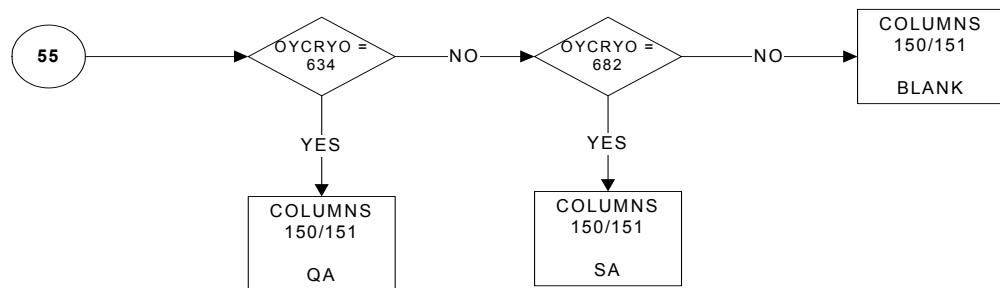 55
OYCRYO =
634
NO
OYCRYO =
682
NO
COLUMNS
150/151
BLANK
YES
YES
COLUMNS
150/151
QA
COLUMNS
150/151
SA